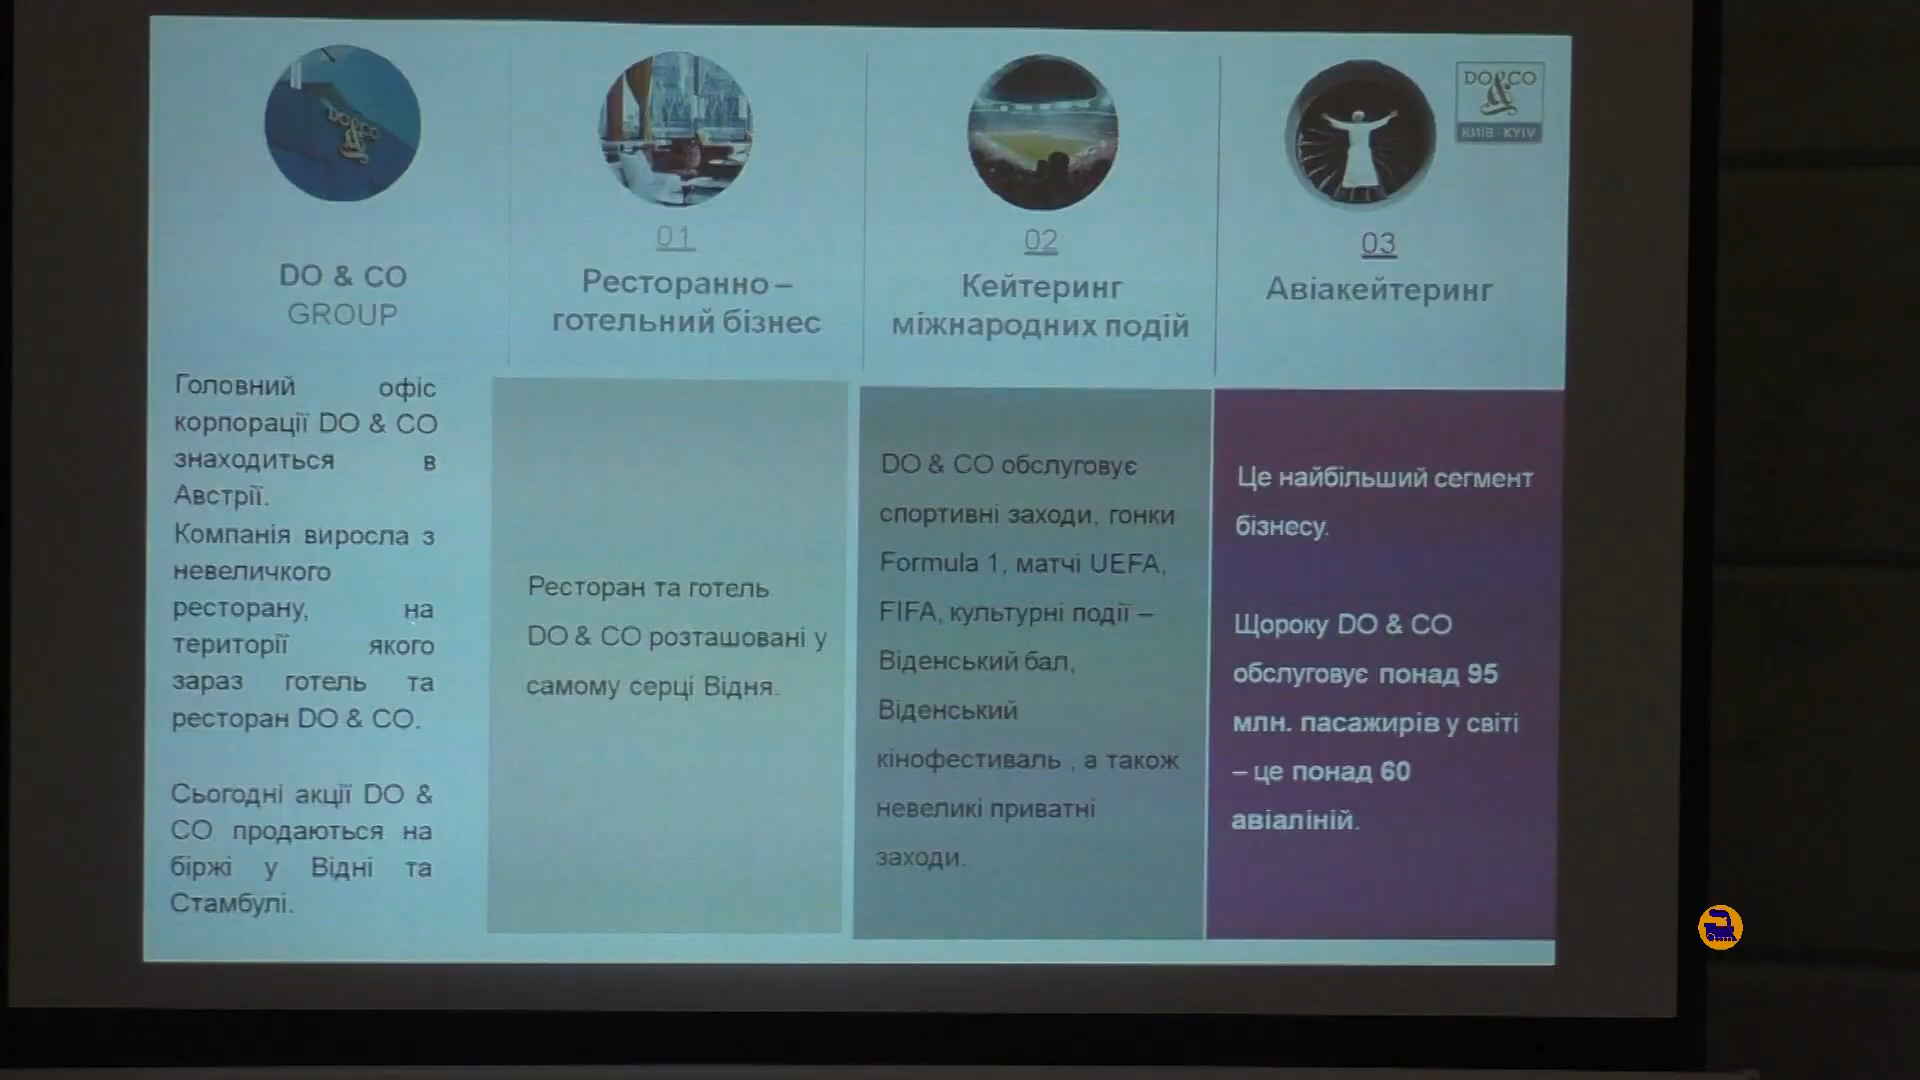 DO & CO
DO & CO
КИЇВ · KYIV
DO & CO
GROUP
Головний офіс
корпорації DO & CO
знаходиться в
Австрії.
Компанія виросла з
невеличкого
ресторану, на
території якого
зараз готель та
ресторан DO & CO.
Сьогодні акції DO &
CO продаються на
біржі у Відні та
Стамбулі.
01
Ресторанно –
готельний бізнес
Ресторан та готель
DO & CO розташовані у
самому серці Відня.
02
Кейтеринг
міжнародних подій
DO & CO обслуговує
спортивні заходи, гонки
Formula 1, матчі UEFA,
FIFA, культурні події –
Віденський бал,
Віденський
кінофестиваль , а також
невеликі приватні
заходи.
03
Авіакейтеринг
Це найбільший сегмент
бізнесу.
Щороку DO & CO
обслуговує понад 95
млн. пасажирів у світі
– це понад 60
авіаліній.